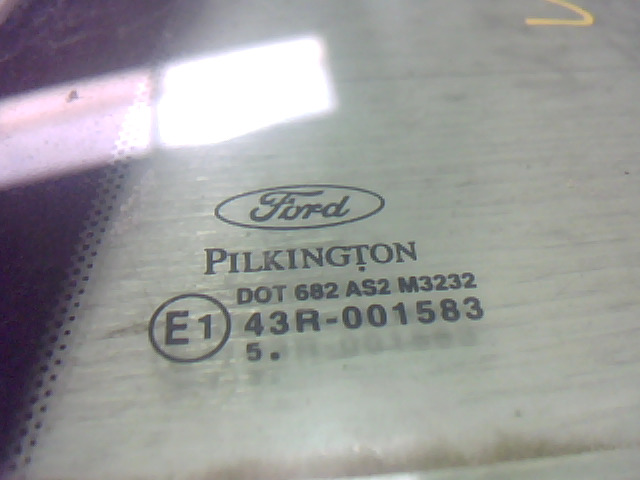 Ford
PILKINGTON
DOT 682 AS2 M3232
E1 43R-001583
5.